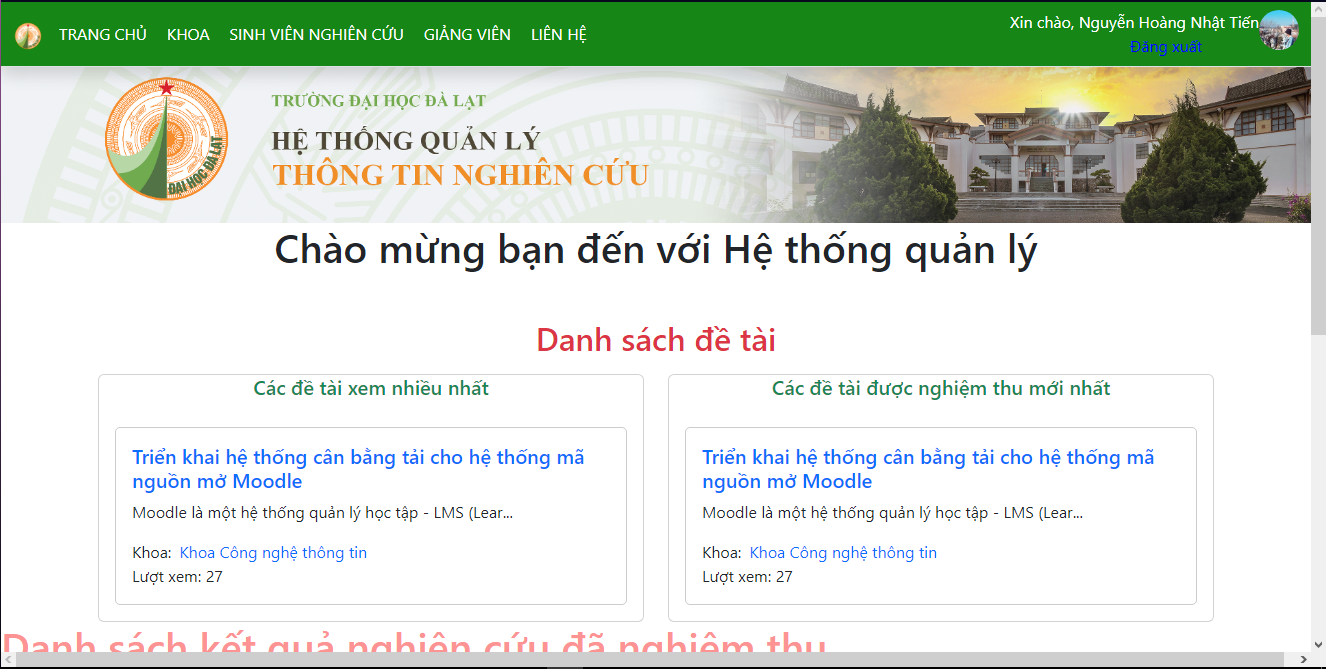 TRANG CHỦ KHOA SINH VIÊN NGHIÊN CỨU GIẢNG VIÊN LIÊN HỆ
Xin chào, Nguyễn Hoàng Nhật Tiến
Đăng xuất
ĐẠI HỌC ĐÀ LẠT
TRƯỜNG ĐẠI HỌC ĐÀ LẠT
HỆ THỐNG QUẢN LÝ
THÔNG TIN NGHIÊN CỨU
Chào mừng bạn đến với Hệ thống quản lý
Danh sách đề tài
Các đề tài xem nhiều nhất
Triển khai hệ thống cân bằng tải cho hệ thống mã
nguồn mở Moodle
Moodle là một hệ thống quản lý học tập - LMS (Lear...
Khoa: Khoa Công nghệ thông tin
Lượt xem: 27
Các đề tài được nghiệm thu mới nhất
Triển khai hệ thống cân bằng tải cho hệ thống mã
nguồn mở Moodle
Moodle là một hệ thống quản lý học tập - LMS (Lear...
Khoa: Khoa Công nghệ thông tin
Lượt xem: 27
Danh sách kết quả nghiên cứu đã nghiệm thu